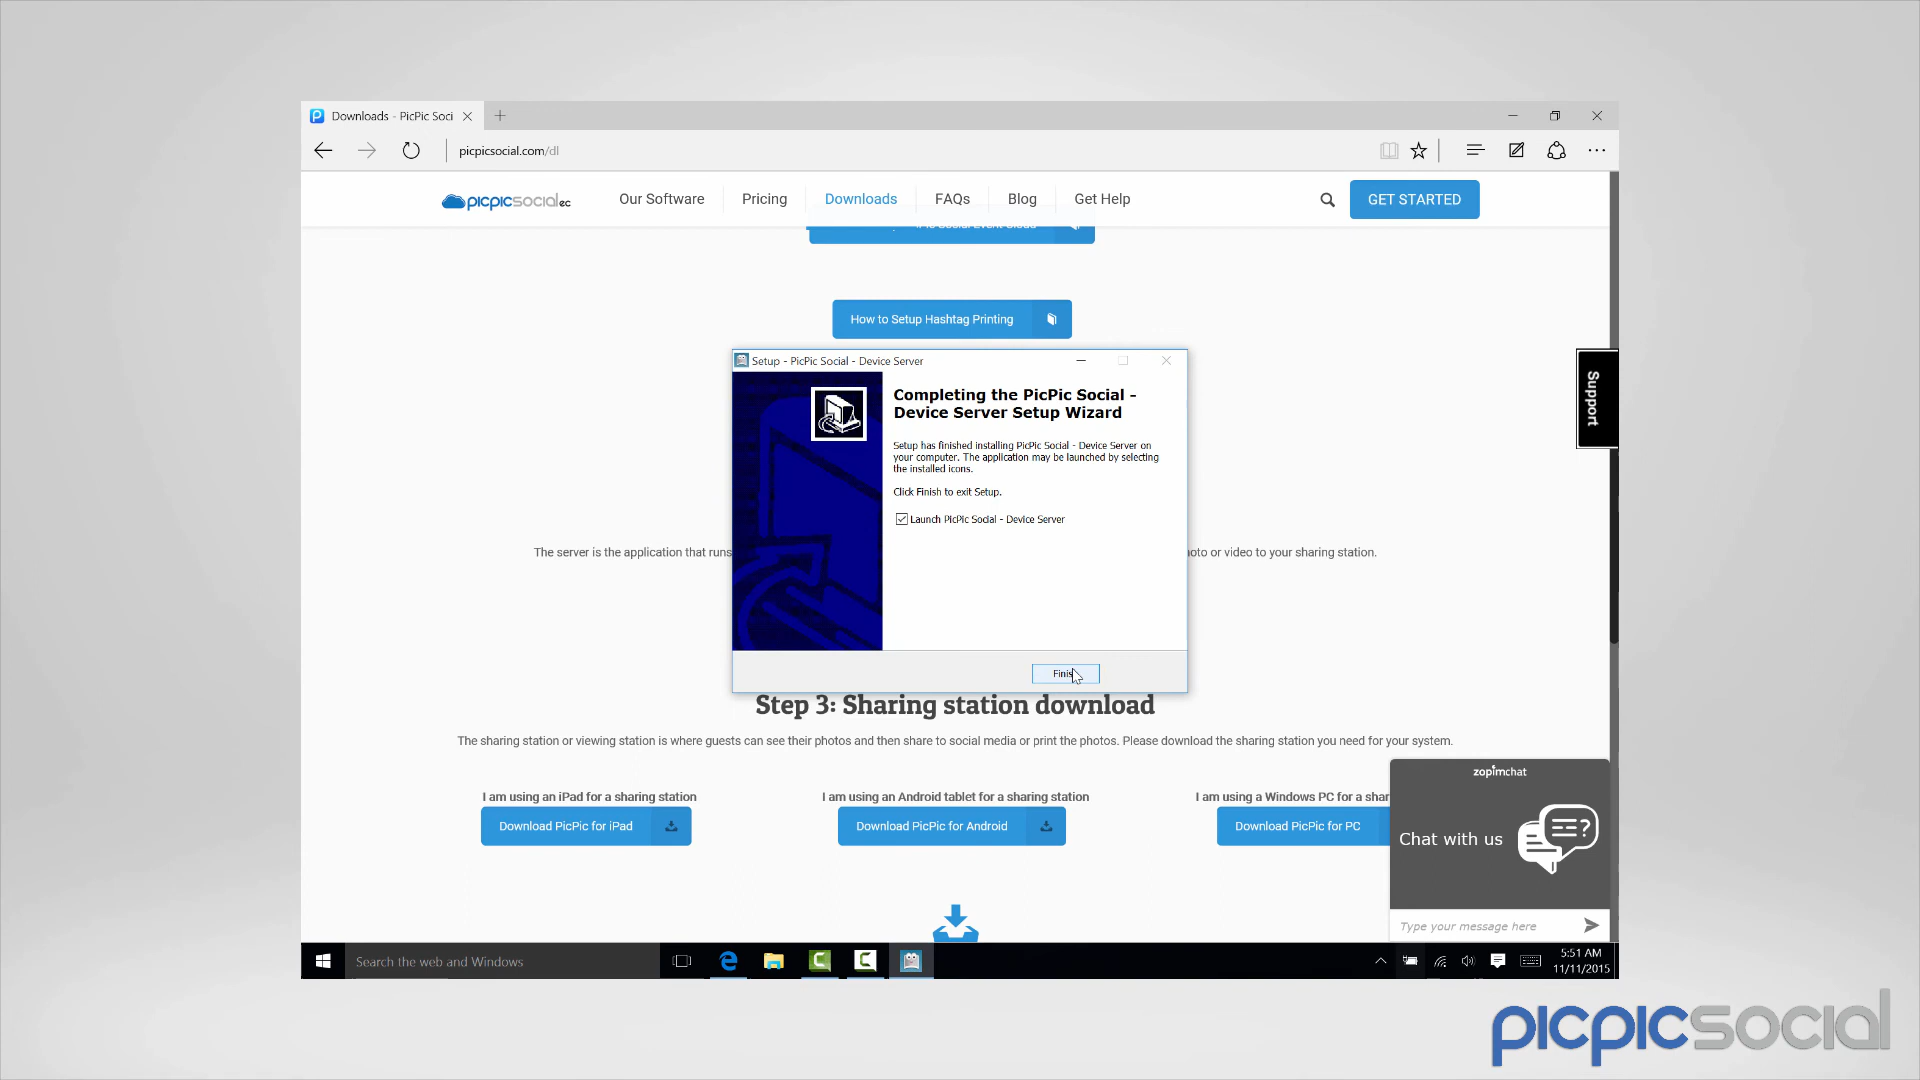 Downloads - PicPic Soci
picpicsocial.com/dl
picpicsocial.ec
Our Software
Pricing
Downloads
FAQs
Blog
Get Help
GET STARTED
How to Setup Hashtag Printing
Setup - PicPic Social - Device Server
Completing the PicPic Social -
Device Server Setup Wizard
Setup has finished installing PicPic Social - Device Server on
your computer. The application may be launched by selecting
the installed icons.
Click Finish to exit Setup.
Launch PicPic Social - Device Server
Support
The server is the application that runs
oto or video to your sharing station.
Finis
Step 3: Sharing station download
The sharing station or viewing station is where guests can see their photos and then share to social media or print the photos. Please download the sharing station you need for your system.
I am using an iPad for a sharing station
I am using an Android tablet for a sharing station
I am using a Windows PC for a shar
Download PicPic for iPad
Download PicPic for Android
Download PicPic for PC
zopimchat
Chat with us
Type your message here
Search the web and Windows
5:51 AM
11/11/2015
picpicsocial